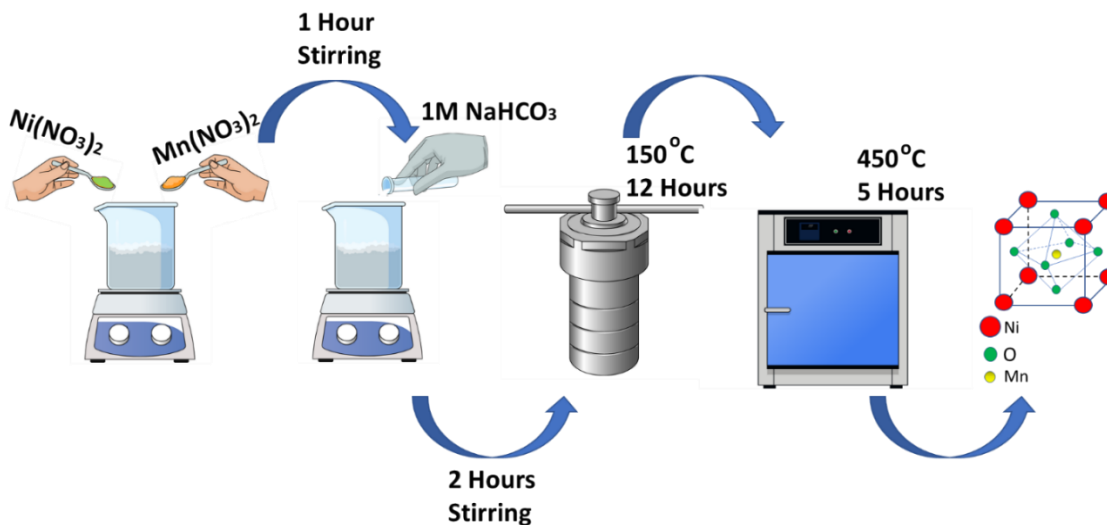 1 Hour
Stirring
Ni(NO₃)₂
Mn(NO₃)₂
1M NaHCO₃
150°C
12 Hours
450°C
5 Hours
Ni
O
Mn
2 Hours
Stirring